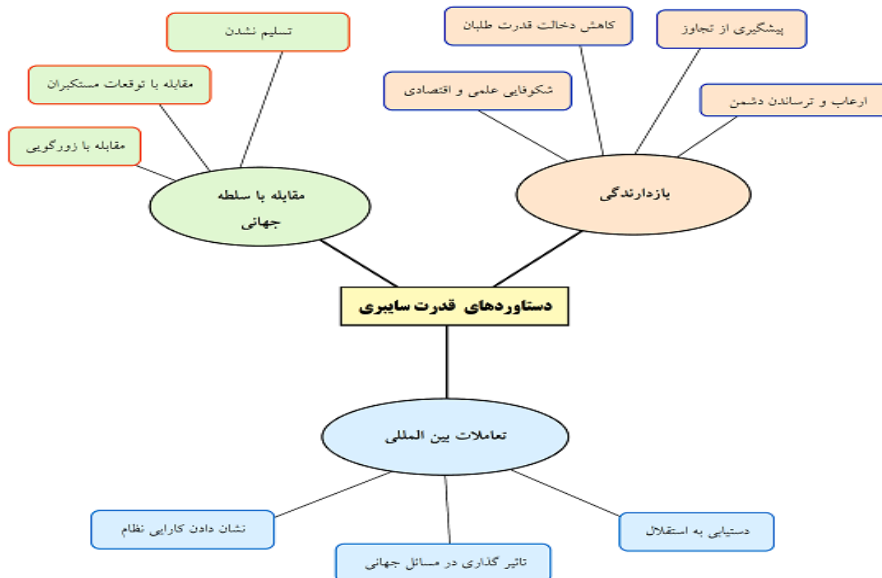 تسلیم نشدن
مقابله با توقعات مستکبران
مقابله با زورگویی
مقابله با سلطه
جهانی
کاهش دخالت قدرت طلبان
پیشگیری از تجاوز
شکوفایی علمی و اقتصادی
ارعاب و ترساندن دشمن
بازدارندگی
دستاوردهای قدرت سایبری
تعاملات بین المللی
دستیابی به استقلال
تاثیر گذاری در مسائل جهانی
نشان دادن کارایی نظام